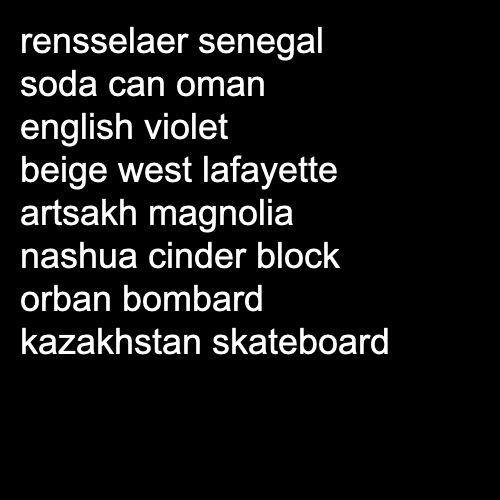 rensselaer senegal
soda can oman
english violet
beige west lafayette
artsakh magnolia
nashua cinder block
orban bombard
kazakhstan skateboard